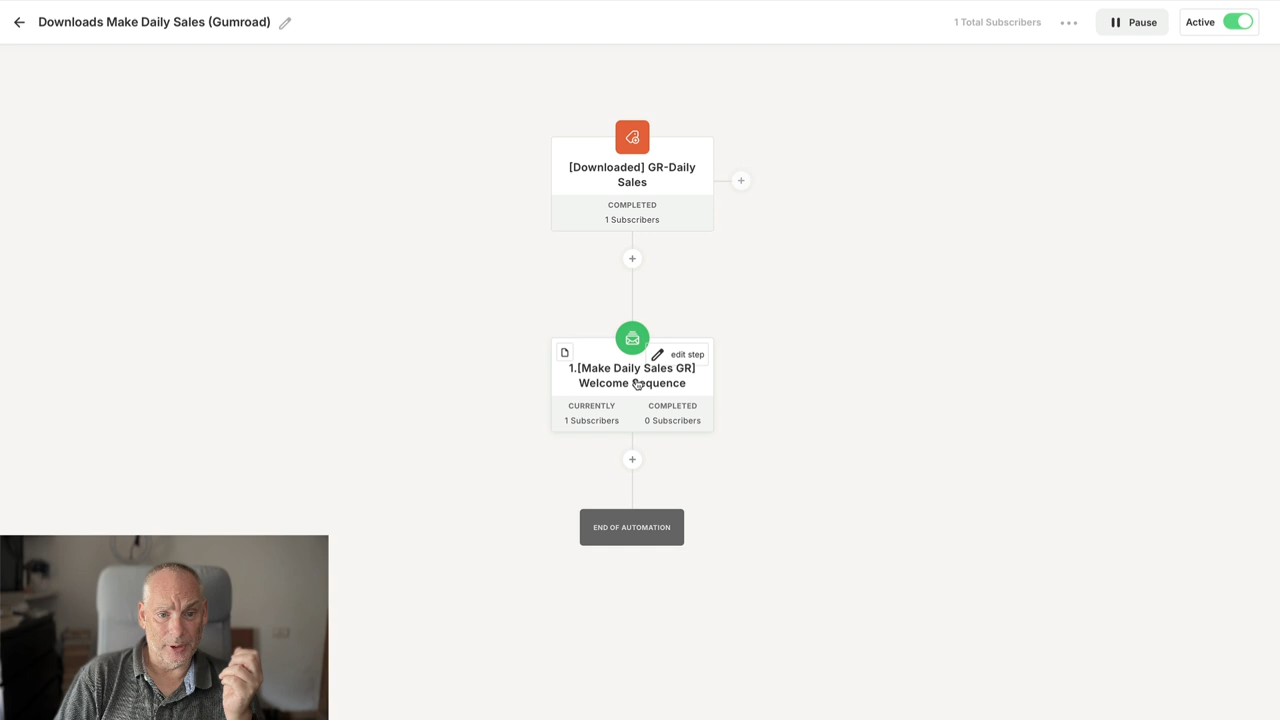 Downloads Make Daily Sales (Gumroad)
1 Total Subscribers
Pause
Active
[Downloaded] GR-Daily
Sales
COMPLETED
1 Subscribers
edit step
1.[Make Daily Sales GR]
Welcome Sequence
CURRENTLY COMPLETED
1 Subscribers 0 Subscribers
END OF AUTOMATION